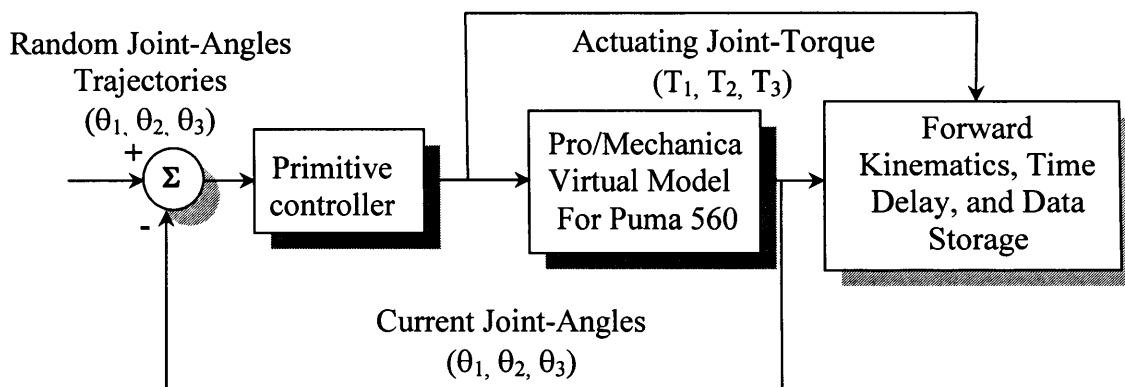 Random Joint-Angles
Trajectories
(θ₁, θ₂, θ₃)
+
Σ
-
Primitive
controller
Actuating Joint-Torque
(T₁, T₂, T₃)
Pro/Mechanica
Virtual Model
For Puma 560
Forward
Kinematics, Time
Delay, and Data
Storage
Current Joint-Angles
(θ₁, θ₂, θ₃)